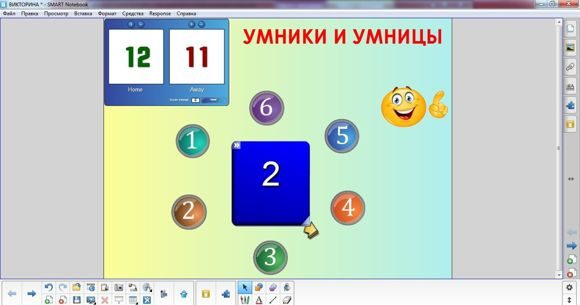 ВИКТОРИНА * - SMART Notebook
Файл Правка Просмотр Вставка Формат Средства Response Справка
12 11
Home Away
УМНИКИ И УМНИЦЫ
6
1
5
2
2
4
3